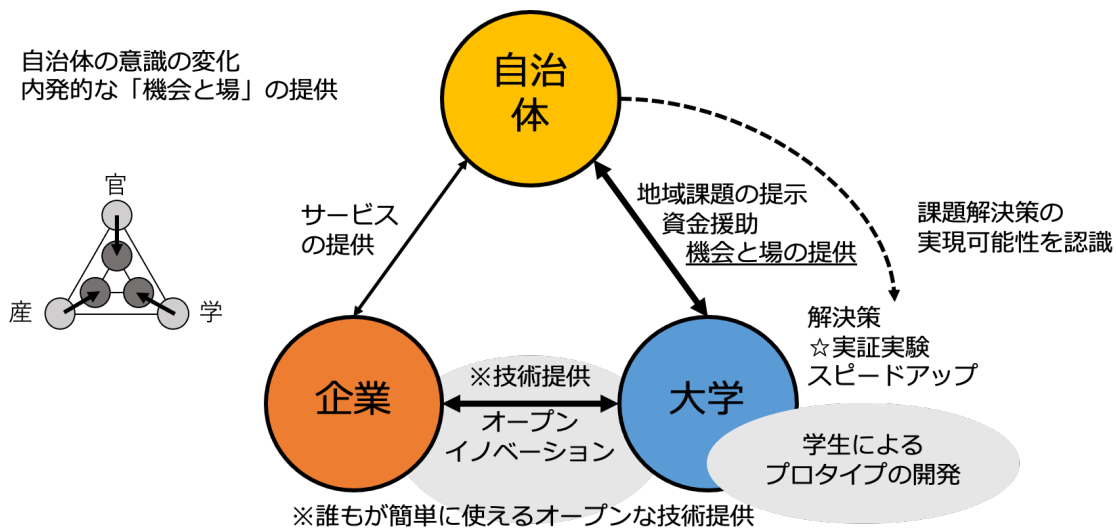 自治体の意識の変化
内発的な「機会と場」の提供
自治
体
官
産
学
サービス
の提供
地域課題の提示
資金援助
機会と場の提供
課題解決策の
実現可能性を認識
解決策
☆実証実験
スピードアップ
企業
※技術提供
オープン
イノベーション
大学
学生による
プロタイプの開発
※誰もが簡単に使えるオープンな技術提供